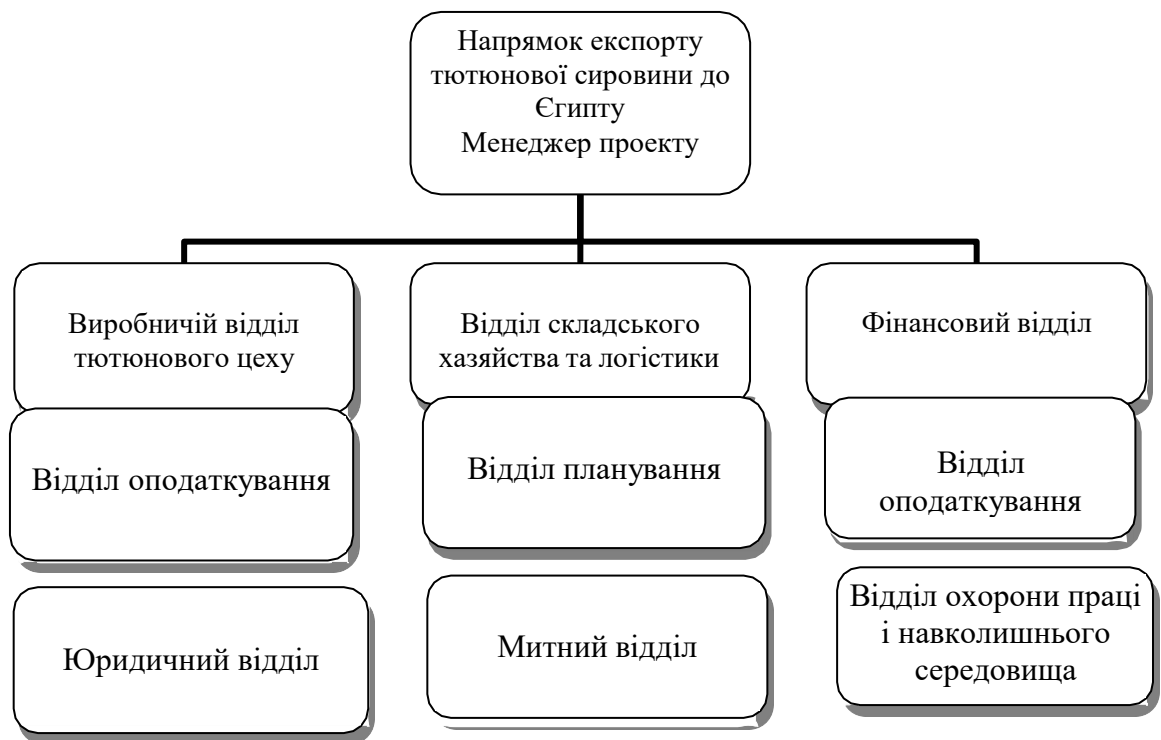 Напрямок експорту
тютюнової сировини до
Єгипту
Менеджер проекту
Виробничій відділ
тютюнового цеху
Відділ складського
хазяйства та логістики
Фінансовий відділ
Відділ оподаткування
Відділ планування
Відділ
оподаткування
Юридичний відділ
Митний відділ
Відділ охорони праці
і навколишнього
середовища